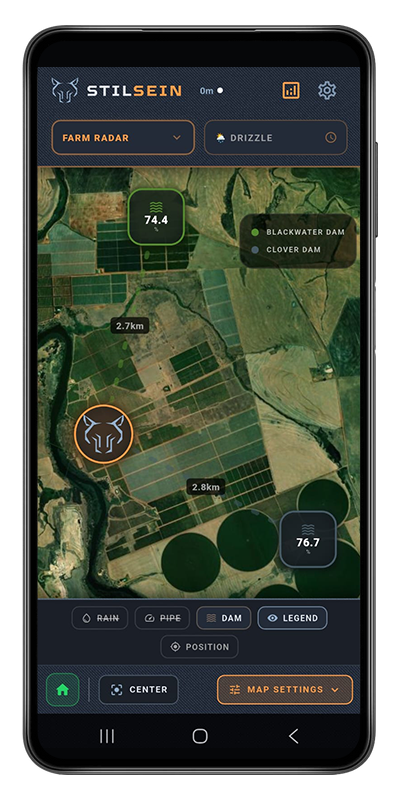 STILSEIN 0m
FARM RADAR DRIZZLE
74.4
%
BLACKWATER DAM
CLOVER DAM
2.7km
2.8km
76.7
%
RAIN PIPE DAM LEGEND
POSITION
CENTER MAP SETTINGS